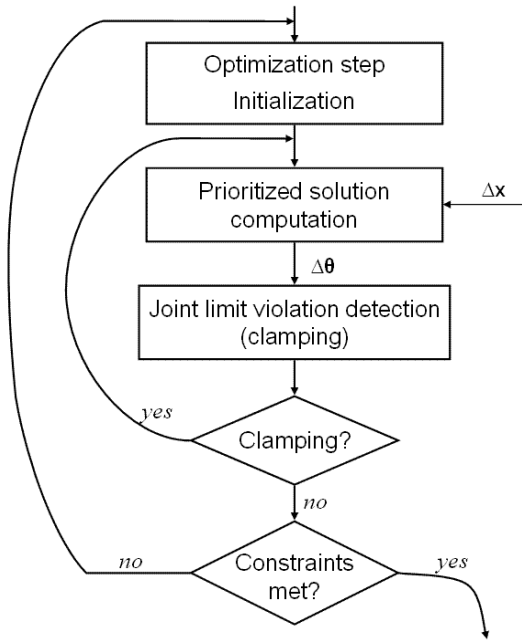 Optimization step
Initialization
Prioritized solution
computation
Δx
Δθ
Joint limit violation detection
(clamping)
yes
Clamping?
no
no
Constraints
met?
yes